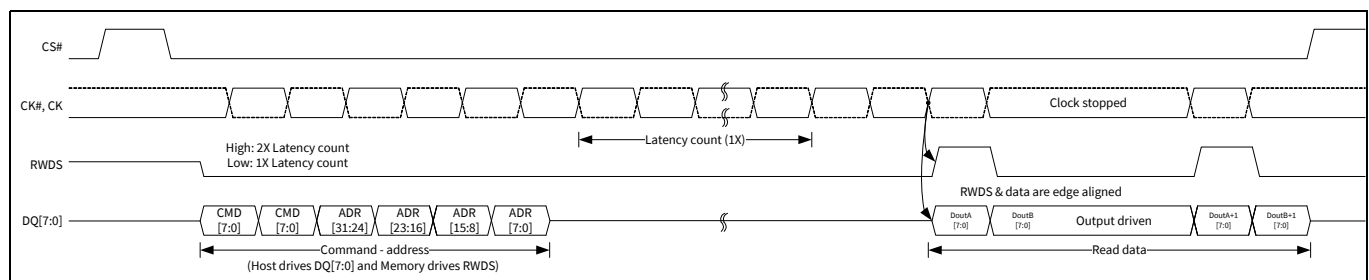 CS#
CK#, CK
Clock stopped
Latency count (1X)
High: 2X Latency count
Low: 1X Latency count
RWDS
RWDS & data are edge aligned
DQ[7:0]
CMD
[7:0]
CMD
[7:0]
ADR
[31:24]
ADR
[23:16]
ADR
[15:8]
ADR
[7:0]
DoutA
[7:0]
DoutB
[7:0]
Output driven
DoutA+1
[7:0]
DoutB+1
[7:0]
Command - address
(Host drives DQ[7:0] and Memory drives RWDS)
Read data